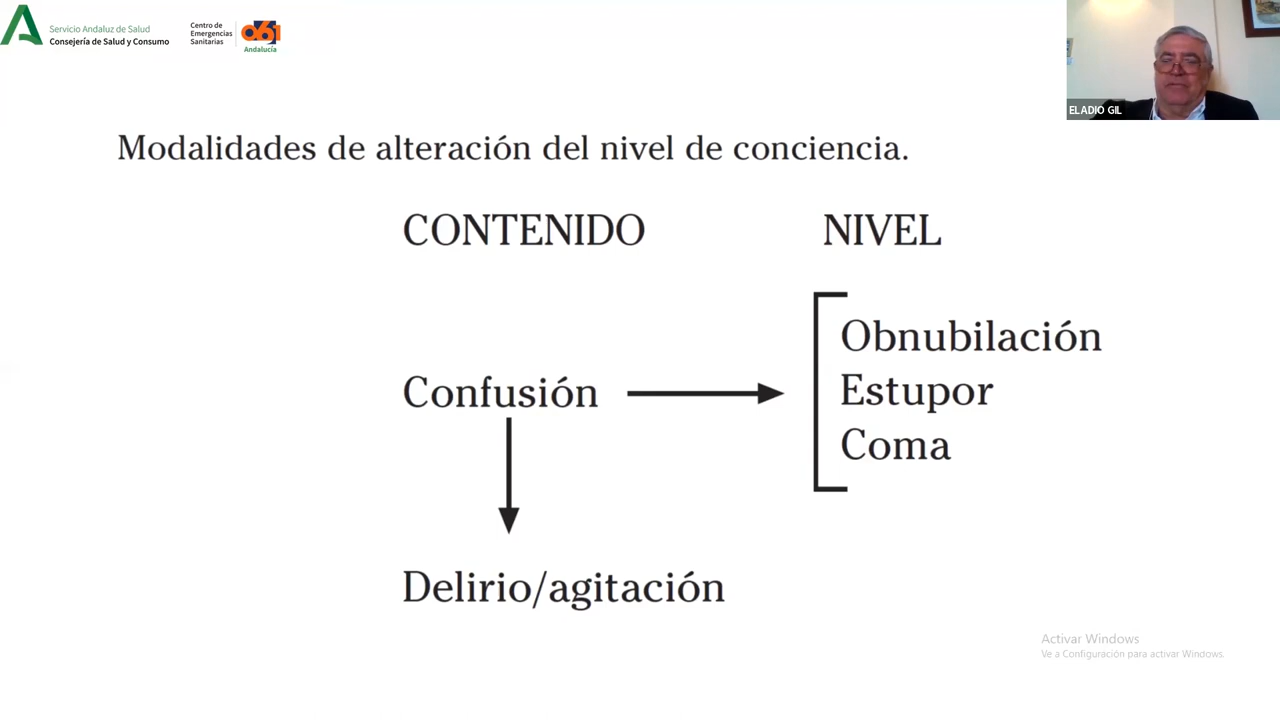 Servicio Andaluz de Salud
Consejería de Salud y Consumo
Centro de
Emergencias
Sanitarias
061
Andalucía
ELADIO GIL
Modalidades de alteración del nivel de conciencia.
CONTENIDO
NIVEL
Obnubilación
Confusión
Estupor
Coma
Delirio/agitación
Activar Windows
Ve a Configuración para activar Windows.